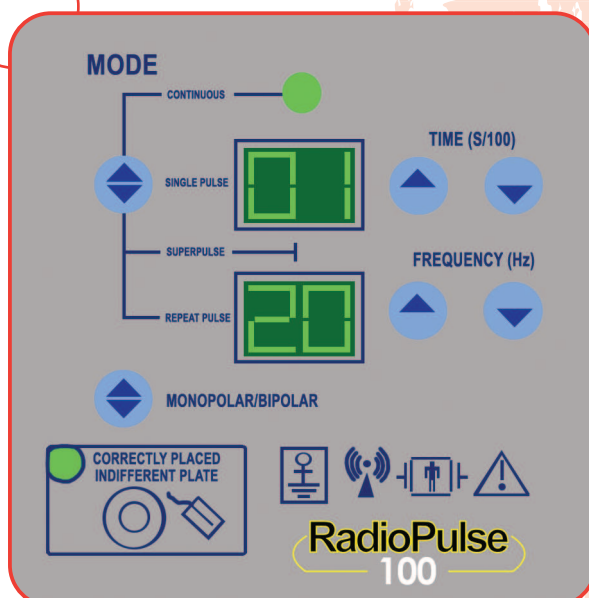 MODE
CONTINUOUS
TIME (S/100)
01
SINGLE PULSE
SUPERPULSE
FREQUENCY (Hz)
20
REPEAT PULSE
MONOPOLAR/BIPOLAR
CORRECTLY PLACED
INDIFFERENT PLATE
RadioPulse
100